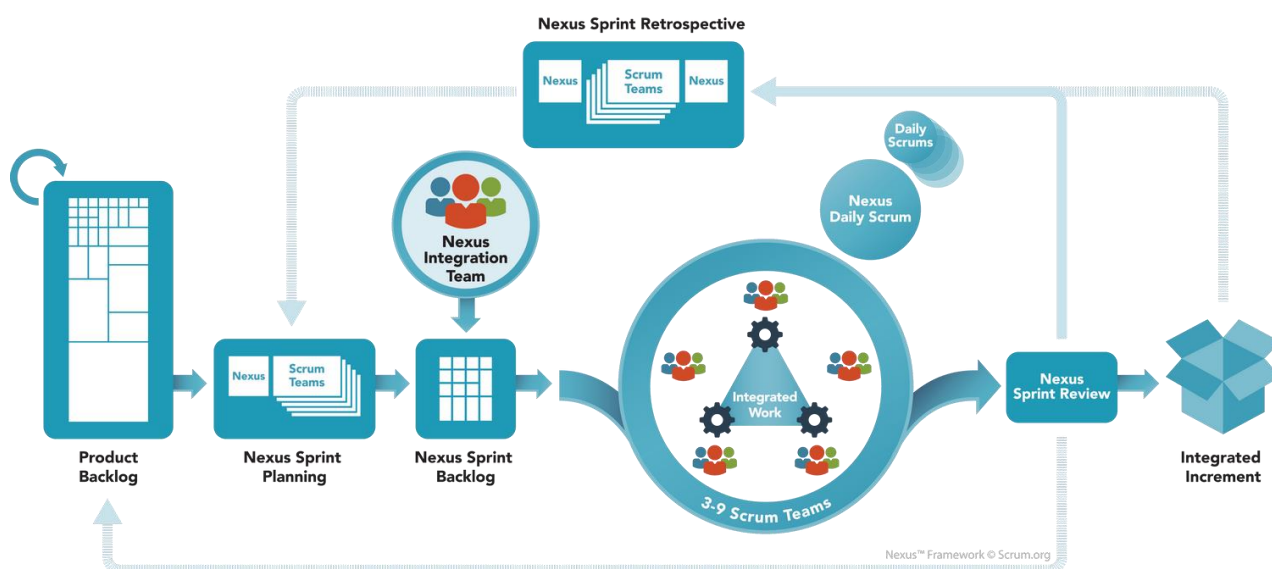 Nexus Sprint Retrospective
Nexus
Scrum
Teams
Nexus
Daily
Scrums
Nexus
Daily Scrum
Nexus
Integration
Team
Nexus
Scrum
Teams
Integrated
Work
Nexus
Sprint Review
Product
Backlog
Nexus Sprint
Planning
Nexus Sprint
Backlog
3-9 Scrum Teams
Integrated
Increment
Nexus™ Framework © Scrum.org